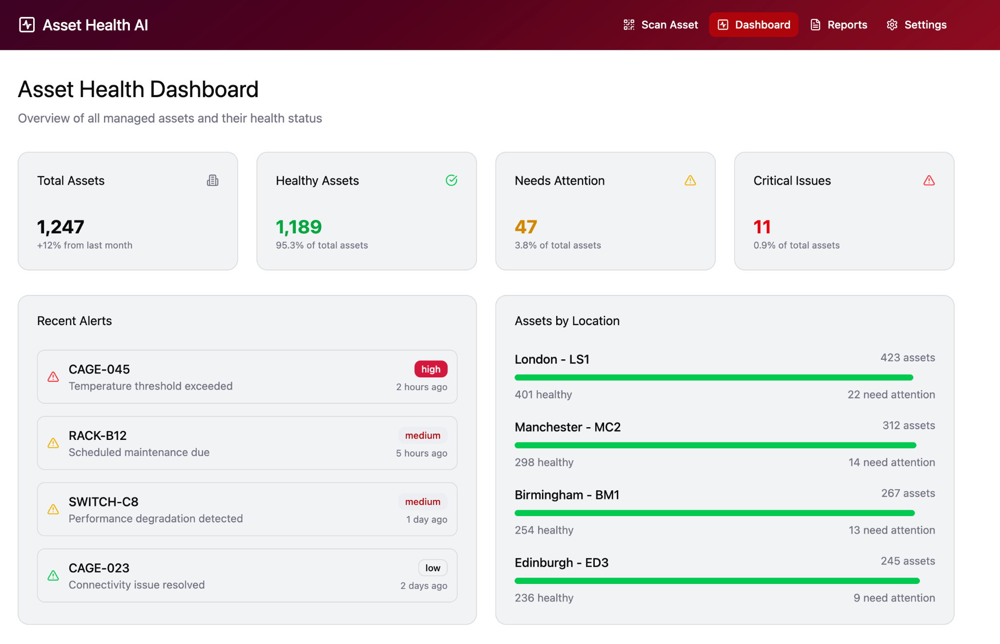 Asset Health AI
Scan Asset
Dashboard
Reports
Settings
Asset Health Dashboard
Overview of all managed assets and their health status
Total Assets
1,247
+12% from last month
Healthy Assets
1,189
95.3% of total assets
Needs Attention
47
3.8% of total assets
Critical Issues
11
0.9% of total assets
Recent Alerts
CAGE-045
high
Temperature threshold exceeded
2 hours ago
RACK-B12
medium
Scheduled maintenance due
5 hours ago
SWITCH-C8
medium
Performance degradation detected
1 day ago
CAGE-023
low
Connectivity issue resolved
2 days ago
Assets by Location
London - LS1
423 assets
401 healthy
22 need attention
Manchester - MC2
312 assets
298 healthy
14 need attention
Birmingham - BM1
267 assets
254 healthy
13 need attention
Edinburgh - ED3
245 assets
236 healthy
9 need attention